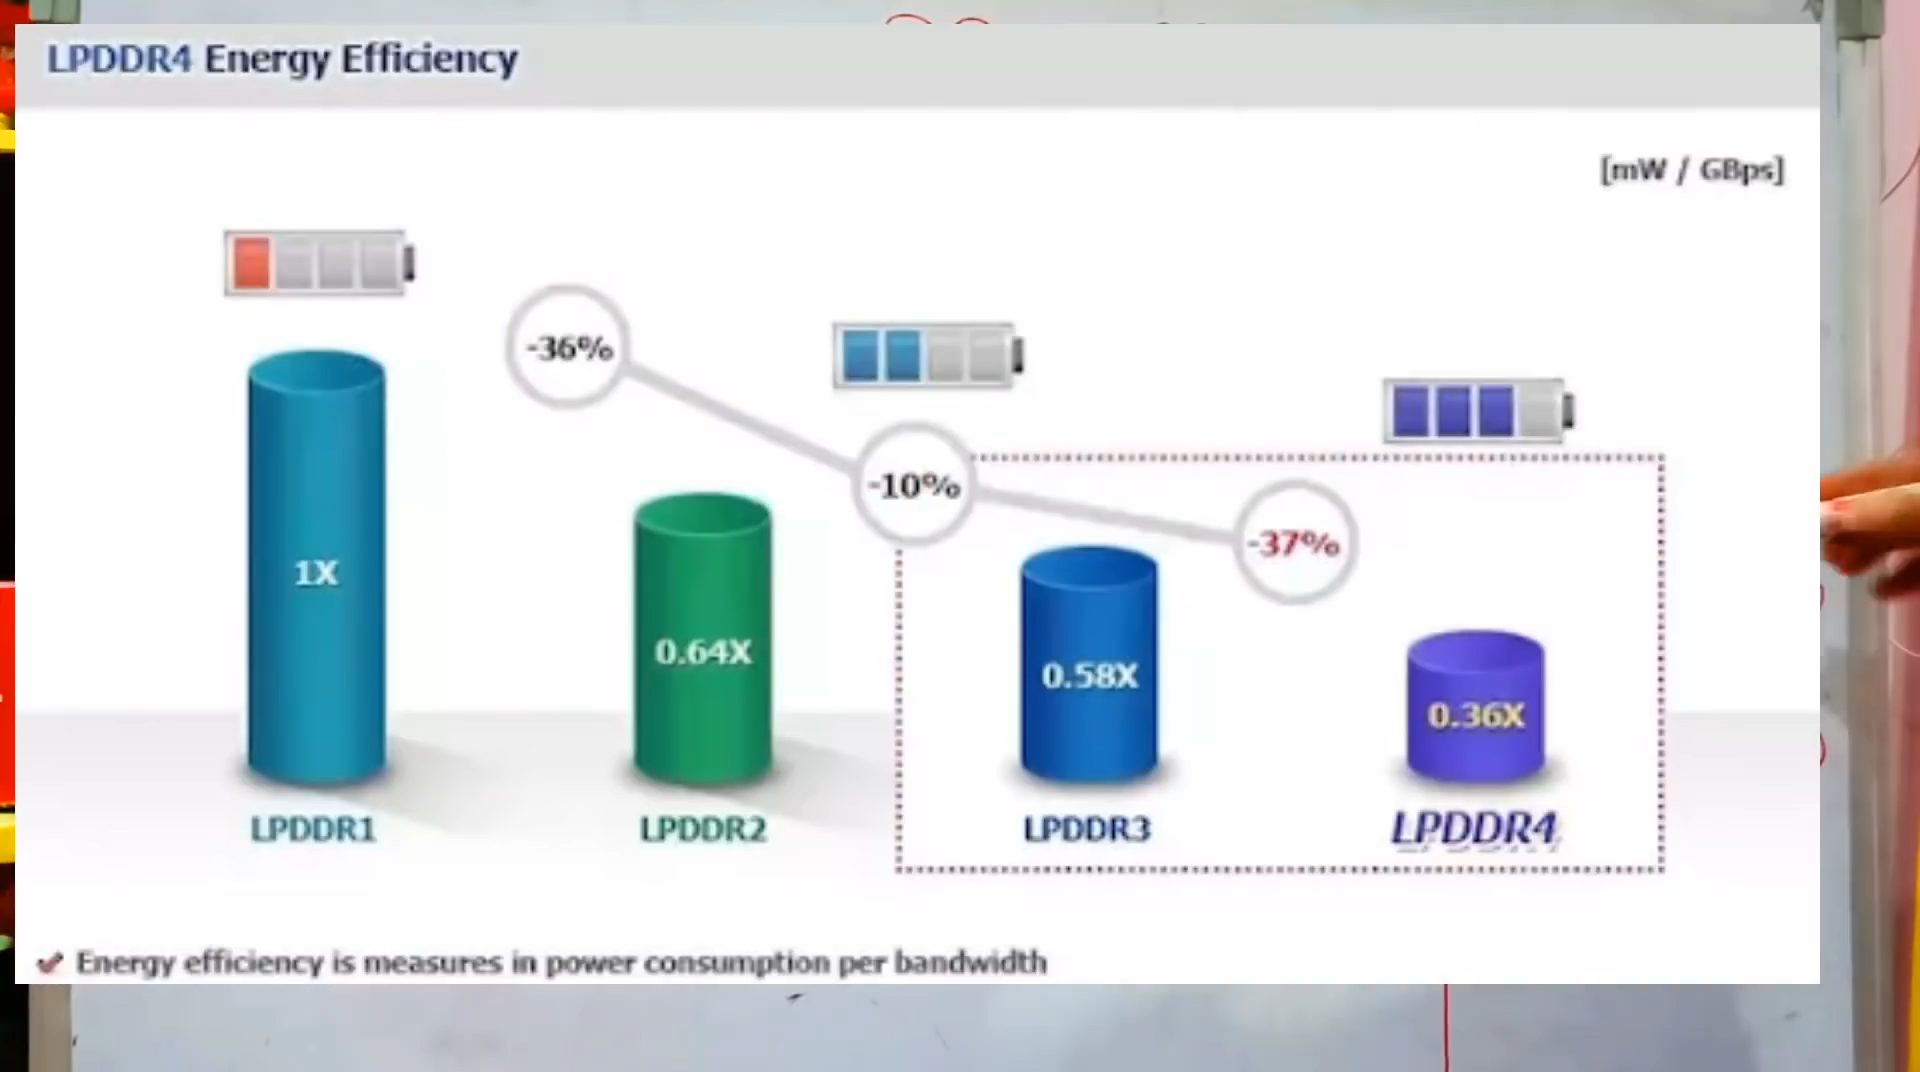 LPDDR4 Energy Efficiency
[mW / GBps]
-36%
-10%
-37%
1X
0.64X
0.58X
0.36X
LPDDR1
LPDDR2
LPDDR3
LPDDR4
Energy efficiency is measures in power consumption per bandwidth